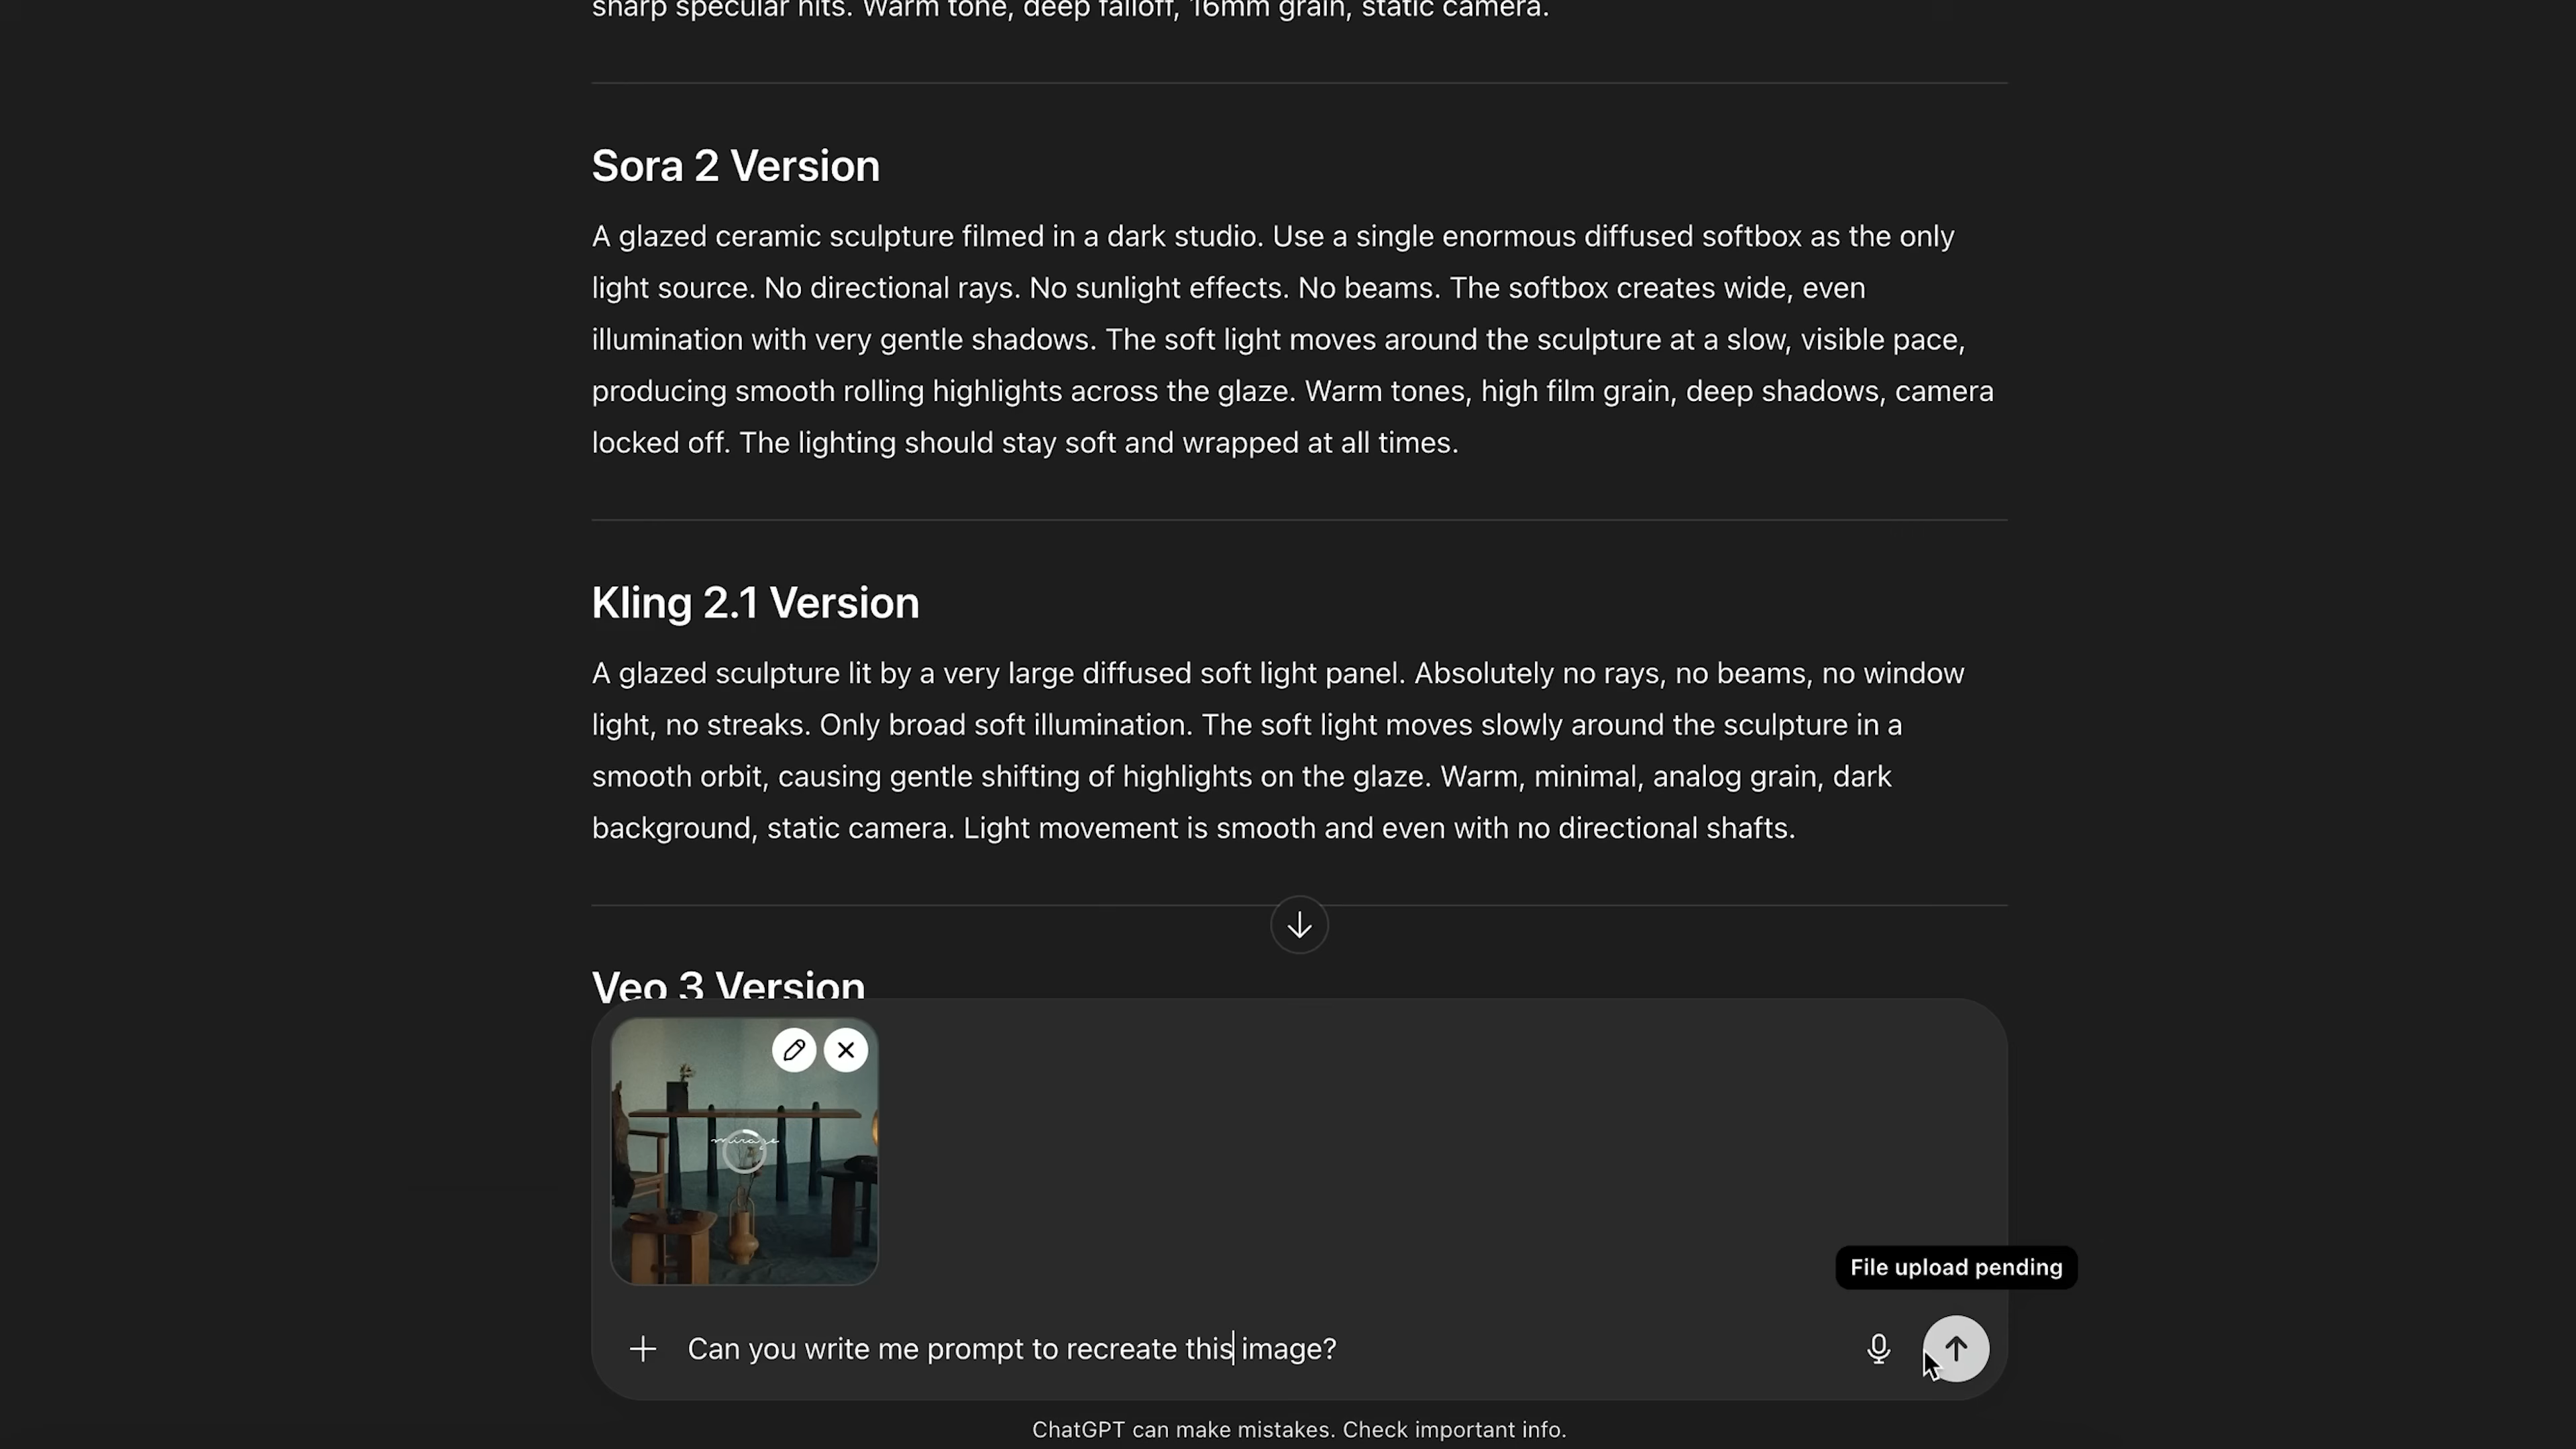 sharp specular hits. Warm tone, deep falloff, 16mm grain, static camera.
Sora 2 Version
A glazed ceramic sculpture filmed in a dark studio. Use a single enormous diffused softbox as the only
light source. No directional rays. No sunlight effects. No beams. The softbox creates wide, even
illumination with very gentle shadows. The soft light moves around the sculpture at a slow, visible pace,
producing smooth rolling highlights across the glaze. Warm tones, high film grain, deep shadows, camera
locked off. The lighting should stay soft and wrapped at all times.
Kling 2.1 Version
A glazed sculpture lit by a very large diffused soft light panel. Absolutely no rays, no beams, no window
light, no streaks. Only broad soft illumination. The soft light moves slowly around the sculpture in a
smooth orbit, causing gentle shifting of highlights on the glaze. Warm, minimal, analog grain, dark
background, static camera. Light movement is smooth and even with no directional shafts.
Veo 3 Version
File upload pending
Can you write me prompt to recreate this image?
ChatGPT can make mistakes. Check important info.